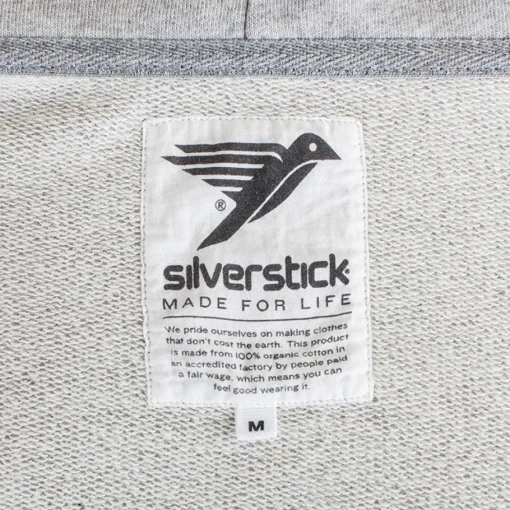 ®
silverstick
MADE FOR LIFE
We pride ourselves on making clothes
that don't cost the earth. This product
is made from 100% organic cotton in
an accredited factory by people paid
a fair wage, which means you can
feel good wearing it.
M